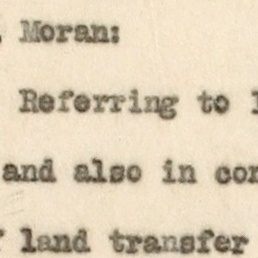 Moran:
Referring to
and also in
land transfer